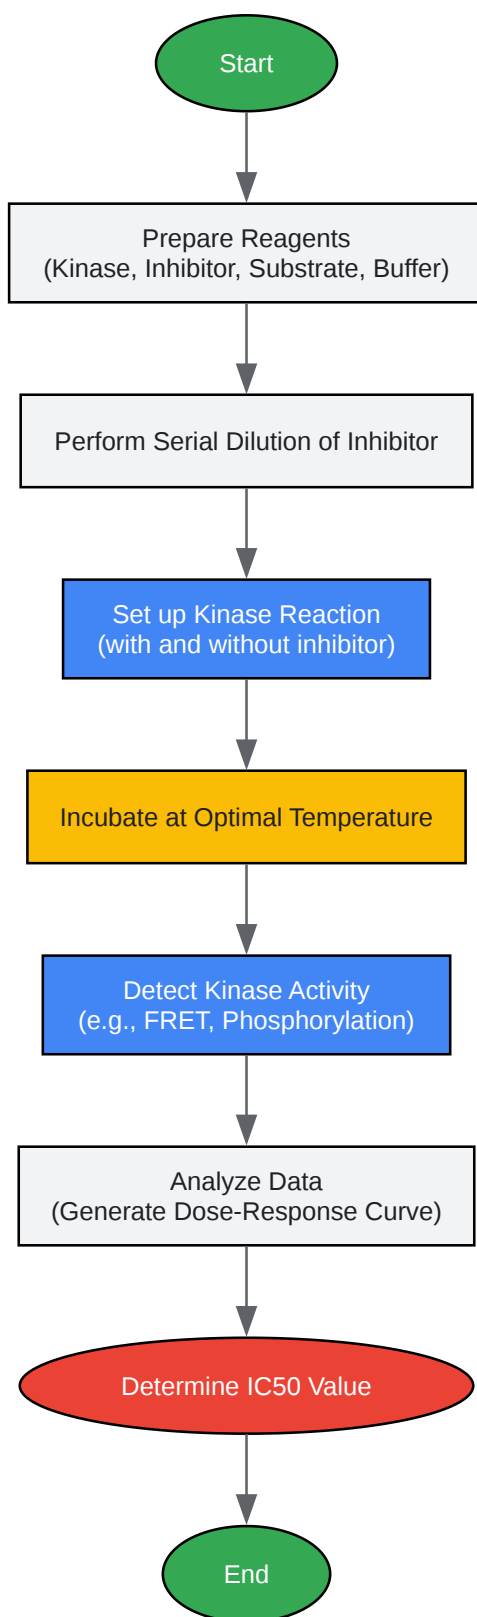 Start
Prepare Reagents
(Kinase, Inhibitor, Substrate, Buffer)
Perform Serial Dilution of Inhibitor
Set up Kinase Reaction
(with and without inhibitor)
Incubate at Optimal Temperature
Detect Kinase Activity
(e.g., FRET, Phosphorylation)
Analyze Data
(Generate Dose-Response Curve)
Determine IC50 Value
End